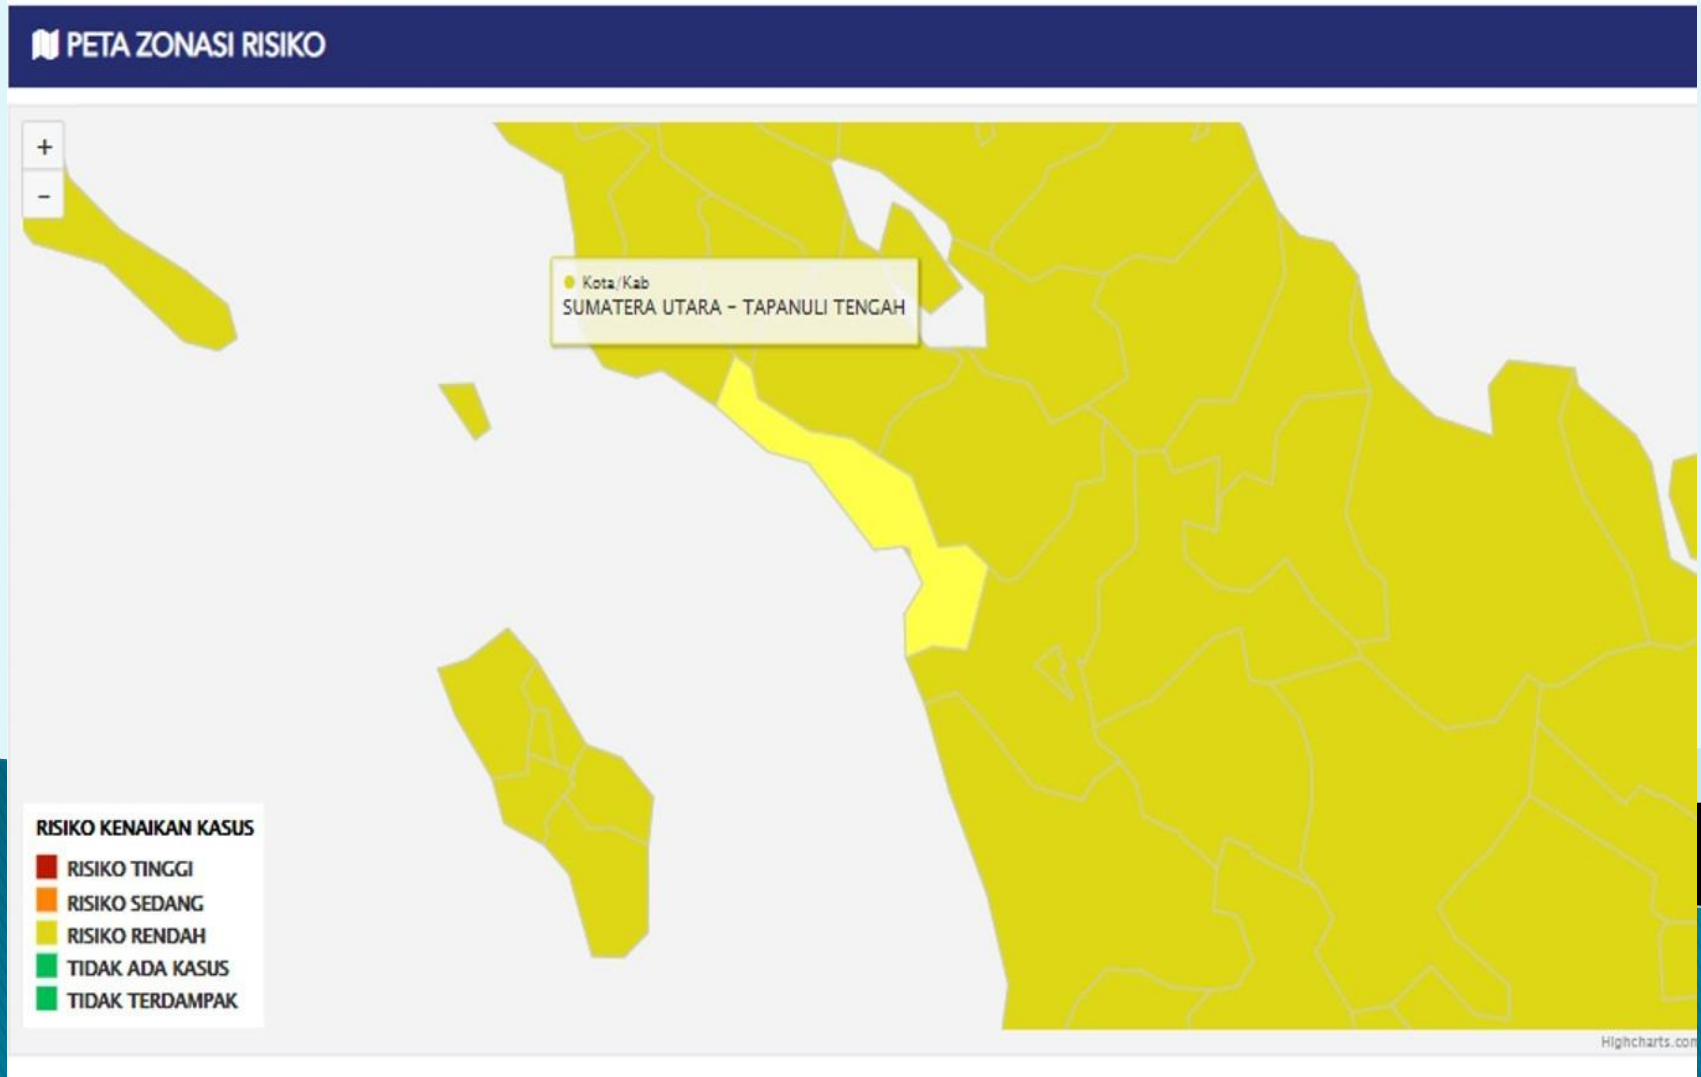 PETA ZONASI RISIKO
+
-
Kota/Kab
SUMATERA UTARA - TAPANULI TENGAH
RISIKO KENAIKAN KASUS
RISIKO TINGGI
RISIKO SEDANG
RISIKO RENDAH
TIDAK ADA KASUS
TIDAK TERDAMPAK
Highcharts.com